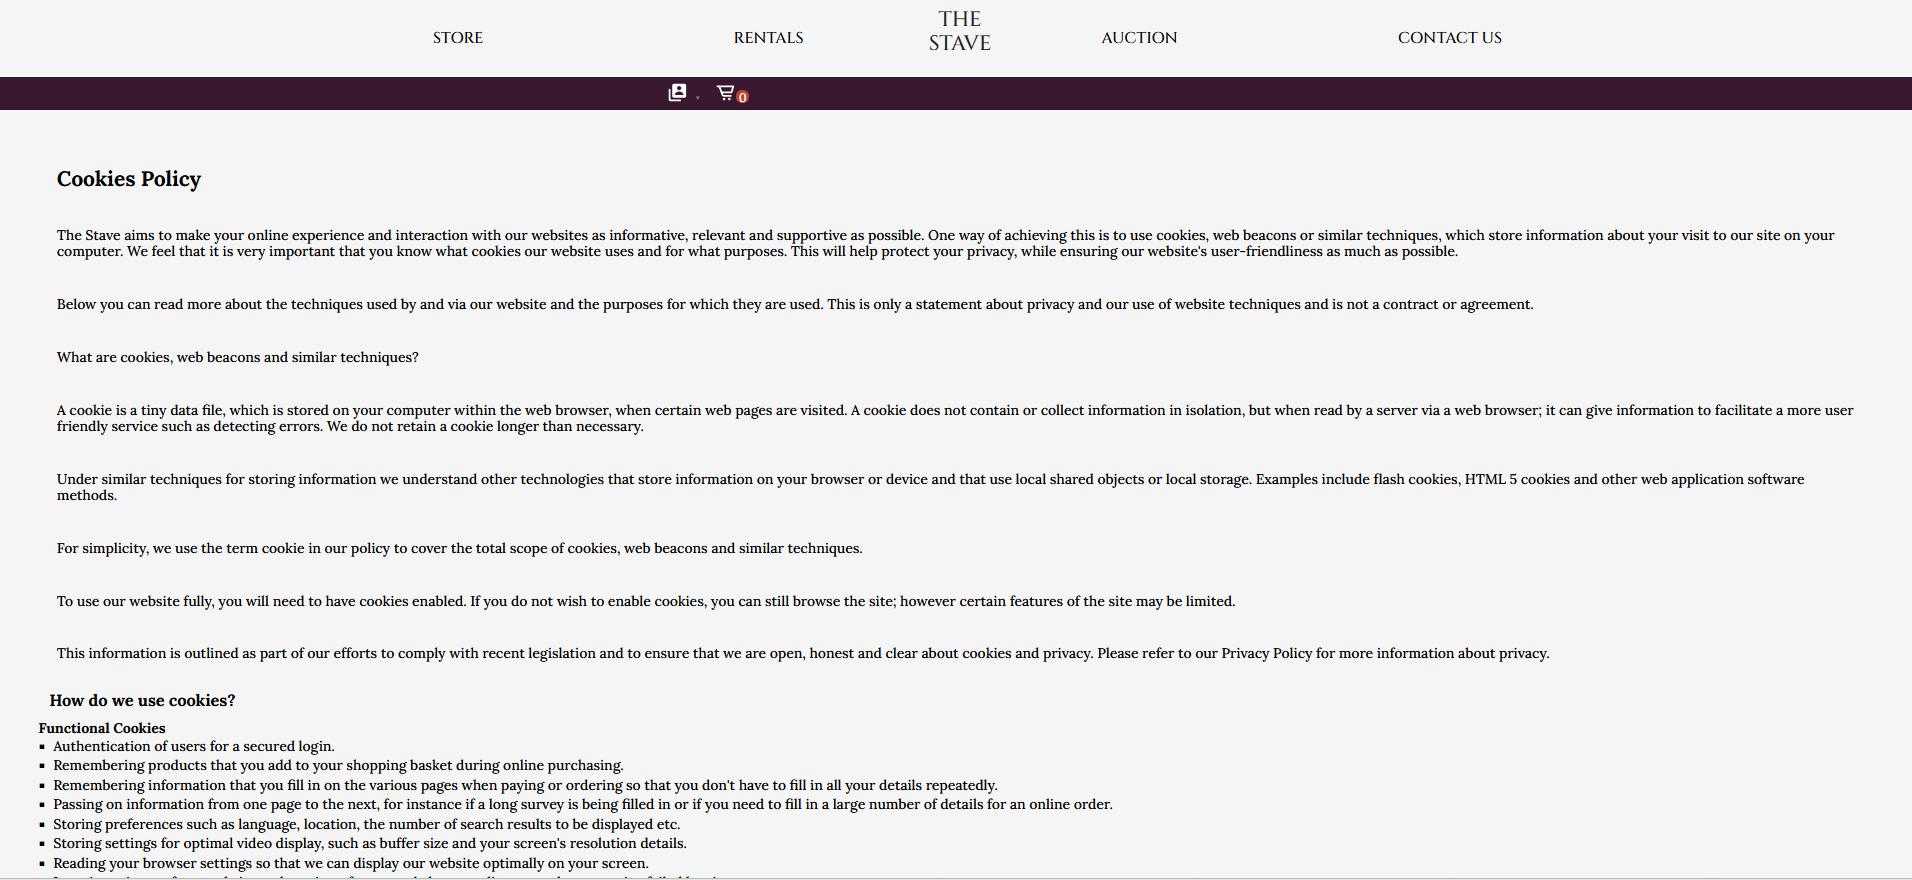 STORE
RENTALS
THE
STAVE
AUCTION
CONTACT US
0
Cookies Policy
The Stave aims to make your online experience and interaction with our websites as informative, relevant and supportive as possible. One way of achieving this is to use cookies, web beacons or similar techniques, which store information about your visit to our site on your
computer. We feel that it is very important that you know what cookies our website uses and for what purposes. This will help protect your privacy, while ensuring our website's user-friendliness as much as possible.
Below you can read more about the techniques used by and via our website and the purposes for which they are used. This is only a statement about privacy and our use of website techniques and is not a contract or agreement.
What are cookies, web beacons and similar techniques?
A cookie is a tiny data file, which is stored on your computer within the web browser, when certain web pages are visited. A cookie does not contain or collect information in isolation, but when read by a server via a web browser; it can give information to facilitate a more user
friendly service such as detecting errors. We do not retain a cookie longer than necessary.
Under similar techniques for storing information we understand other technologies that store information on your browser or device and that use local shared objects or local storage. Examples include flash cookies, HTML 5 cookies and other web application software
methods.
For simplicity, we use the term cookie in our policy to cover the total scope of cookies, web beacons and similar techniques.
To use our website fully, you will need to have cookies enabled. If you do not wish to enable cookies, you can still browse the site; however certain features of the site may be limited.
This information is outlined as part of our efforts to comply with recent legislation and to ensure that we are open, honest and clear about cookies and privacy. Please refer to our Privacy Policy for more information about privacy.
How do we use cookies?
Functional Cookies
▪ Authentication of users for a secured login.
▪ Remembering products that you add to your shopping basket during online purchasing.
▪ Remembering information that you fill in on the various pages when paying or ordering so that you don't have to fill in all your details repeatedly.
▪ Passing on information from one page to the next, for instance if a long survey is being filled in or if you need to fill in a large number of details for an online order.
▪ Storing preferences such as language, location, the number of search results to be displayed etc.
▪ Storing settings for optimal video display, such as buffer size and your screen's resolution details.
▪ Reading your browser settings so that we can display our website optimally on your screen.